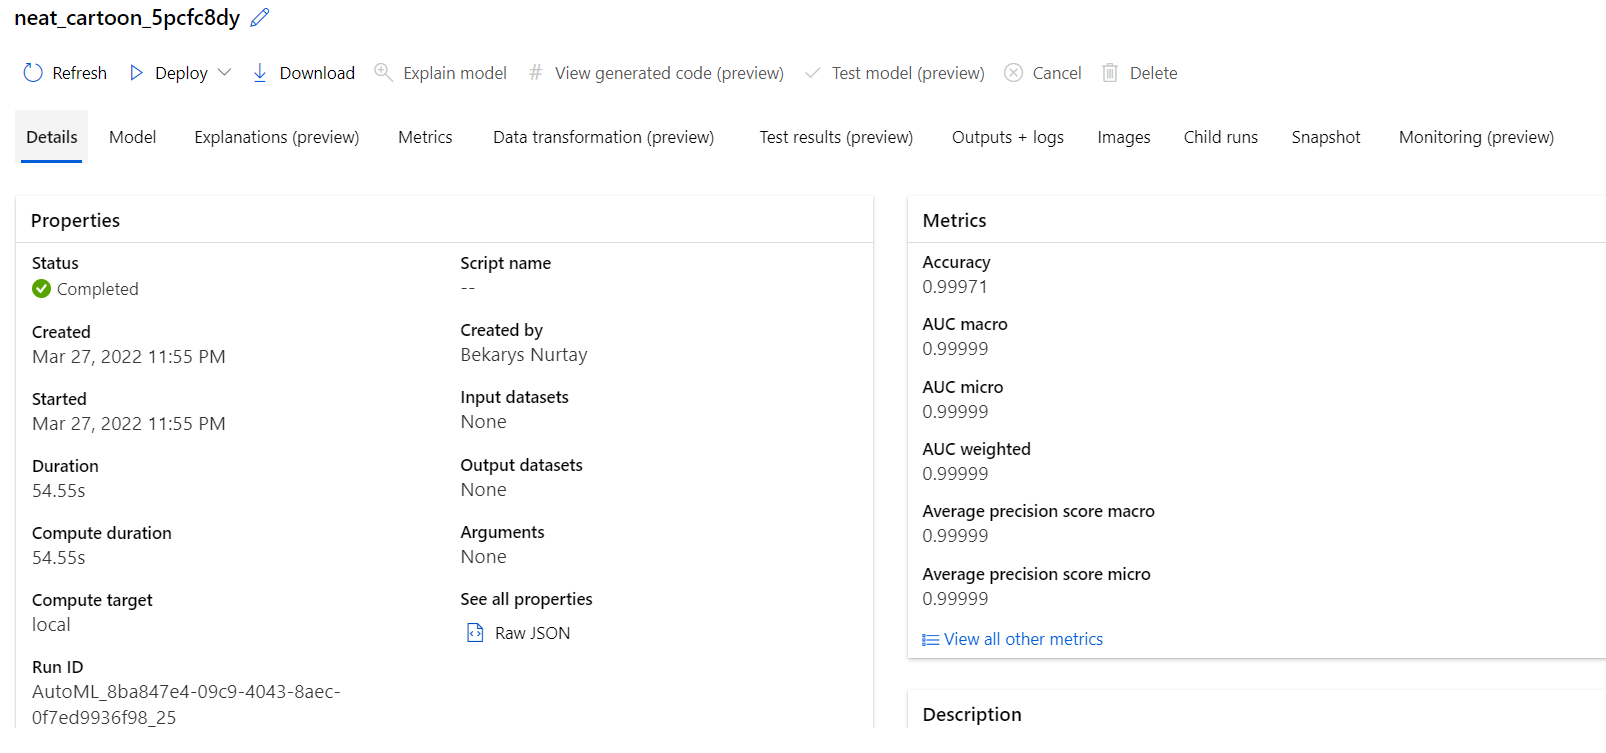 neat_cartoon_5pcfc8dy
Refresh Deploy Download Explain model View generated code (preview) Test model (preview) Cancel Delete
Details Model Explanations (preview) Metrics Data transformation (preview) Test results (preview) Outputs + logs Images Child runs Snapshot Monitoring (preview)
Properties
Status
Completed
Created
Mar 27, 2022 11:55 PM
Started
Mar 27, 2022 11:55 PM
Duration
54.55s
Compute duration
54.55s
Compute target
local
Run ID
AutoML_8ba847e4-09c9-4043-8aec-
0f7ed9936f98_25
Script name
--
Created by
Bekarys Nurtay
Input datasets
None
Output datasets
None
Arguments
None
See all properties
Raw JSON
Metrics
Accuracy
0.99971
AUC macro
0.99999
AUC micro
0.99999
AUC weighted
0.99999
Average precision score macro
0.99999
Average precision score micro
0.99999
View all other metrics
Description